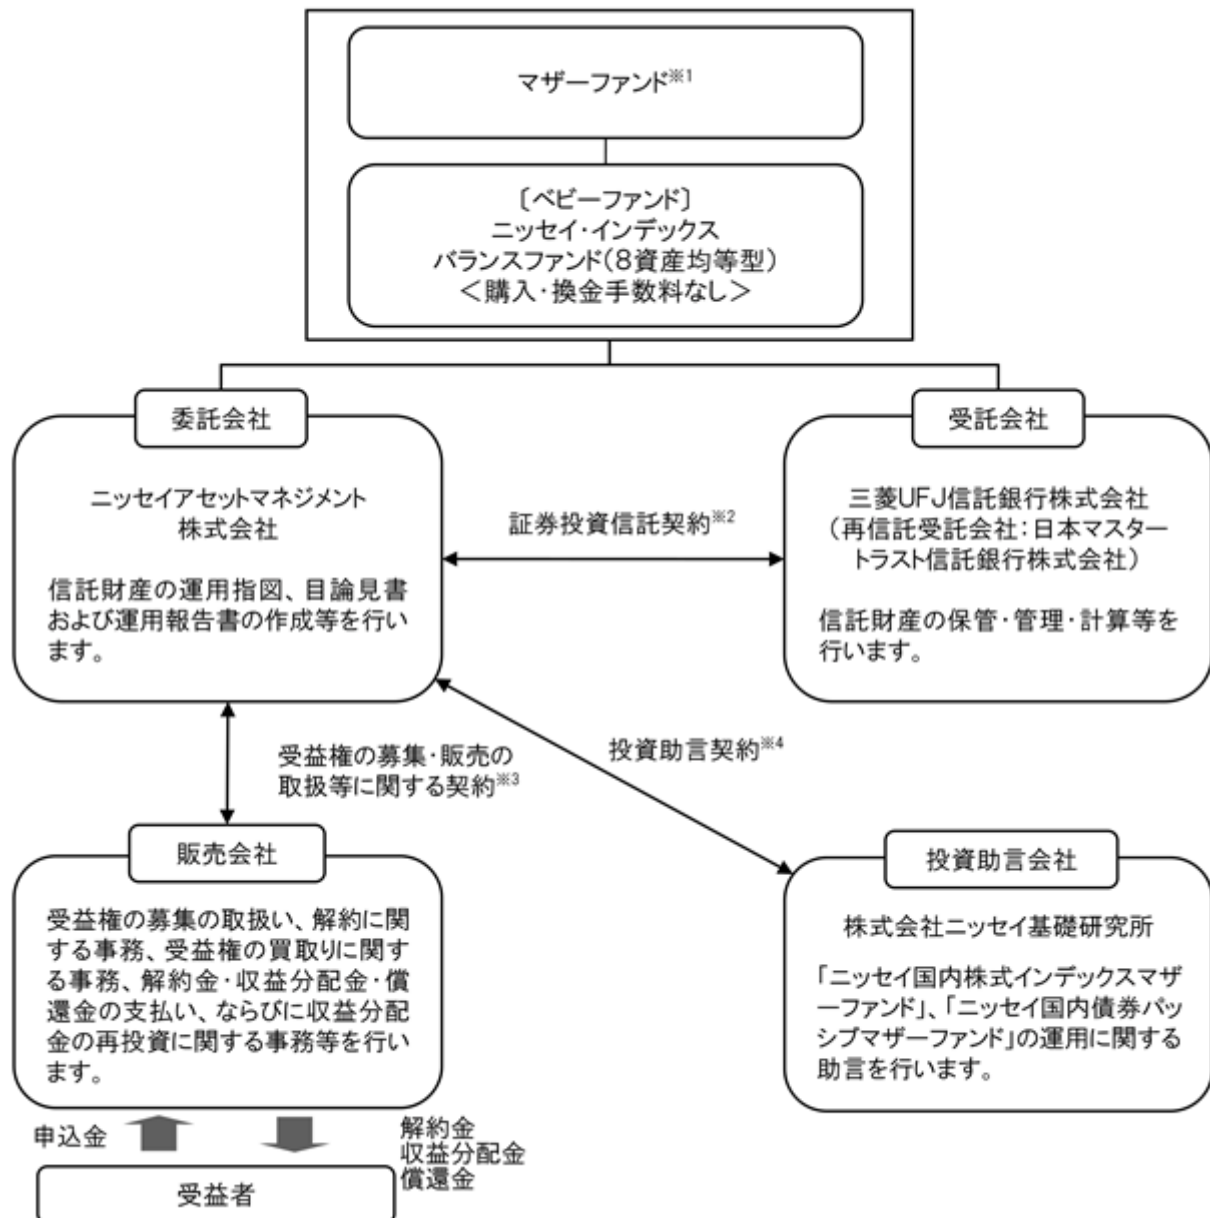 マザーファンド※1
〔ベビーファンド〕
ニッセイ・インデックス
バランスファンド(8資産均等型)
＜購入・換金手数料なし＞
委託会社
ニッセイアセットマネジメント
株式会社
信託財産の運用指図、目論見書
および運用報告書の作成等を行い
ます。
証券投資信託契約※2
受託会社
三菱UFJ信託銀行株式会社
(再信託受託会社:日本マスター
トラスト信託銀行株式会社)
信託財産の保管・管理・計算等を
行います。
受益権の募集・販売の
取扱等に関する契約※3
投資助言契約※4
販売会社
受益権の募集の取扱い、解約に関
する事務、受益権の買取りに関す
る事務、解約金・収益分配金・償
還金の支払い、ならびに収益分配
金の再投資に関する事務等を行い
ます。
投資助言会社
株式会社ニッセイ基礎研究所
「ニッセイ国内株式インデックスマザ
ーファンド」、「ニッセイ国内債券パッ
シブマザーファンド」の運用に関する
助言を行います。
申込金
解約金
収益分配金
償還金
受益者